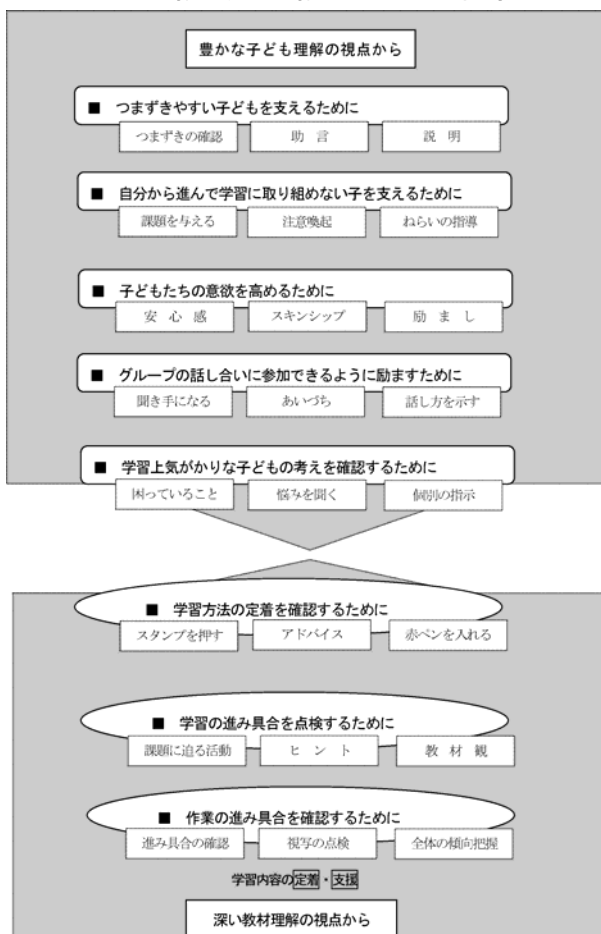 豊かな子ども理解の視点から
■ つまずきやすい子どもを支えるために
つまずきの確認 助言 説明
■ 自分から進んで学習に取り組めない子を支えるために
課題を与える 注意喚起 ねらいの指導
■ 子どもたちの意欲を高めるために
安心感 スキンシップ 励まし
■ グループの話し合いに参加できるように励ますために
聞き手になる あいづち 話し方を示す
■ 学習上気がかりな子どもの考えを確認するために
困っていること 悩みを聞く 個別の指示
■ 学習方法の定着を確認するために
スタンプを押す アドバイス 赤ペンを入れる
■ 学習の進み具合を点検するために
課題に迫る活動 ヒント 教材観
■ 作業の進み具合を確認するために
進み具合の確認 視写の点検 全体の傾向把握
学習内容の定着・支援
深い教材理解の視点から